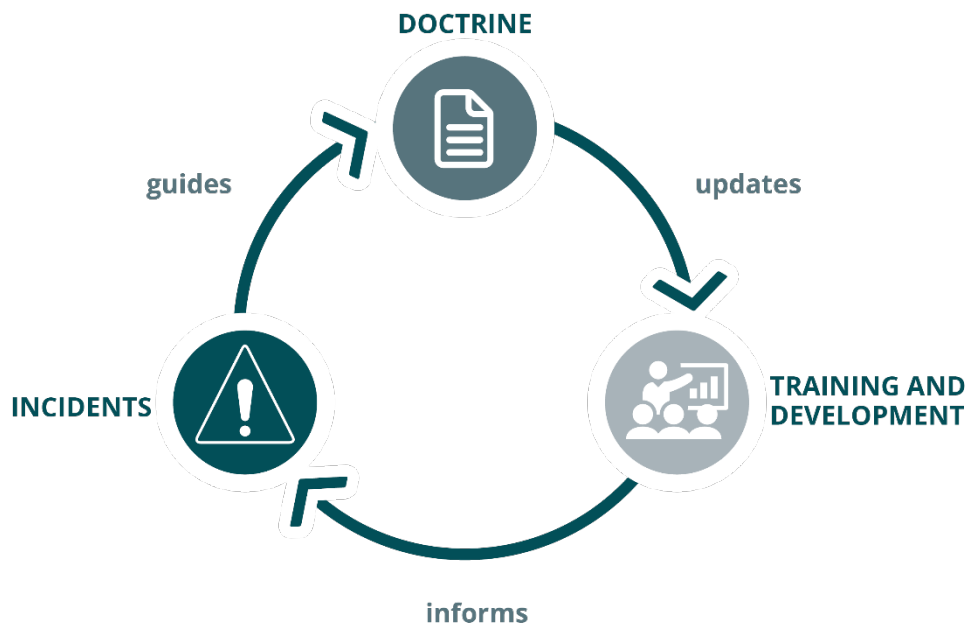 DOCTRINE
guides
updates
INCIDENTS
TRAINING AND
DEVELOPMENT
informs